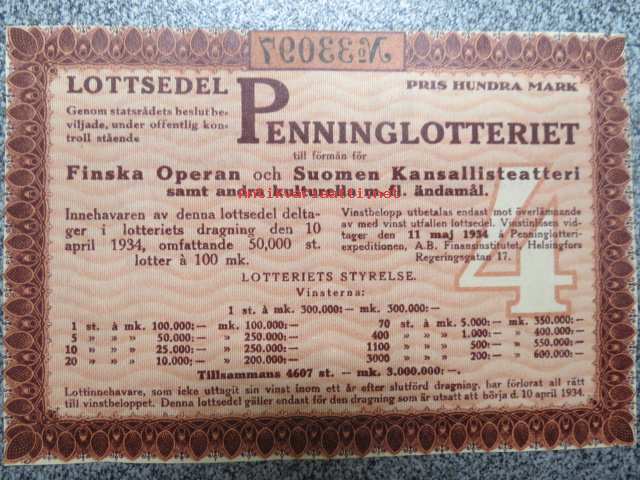 №33097
LOTTSEDEL
PRIS HUNDRA MARK
Genom statsrådets beslut be-
viljade, under offentlig kon-
troll stående
PENNINGLOTTERIET
till förmån för
Finska Operan och Suomen Kansallisteatteri
samt andra kulturella m. fl. ändamål.
4
Innehavaren av denna lottsedel delta-
ger i lotteriets dragning den 10
april 1934, omfattande 50,000 st.
lotter à 100 mk.
Vinstbelopp utbetalas endast mot överlämnande
av med vinst utfallen lottsedel. Vinstinlösen vid-
tager den 11 maj 1934 å Penninglotteri-
expeditionen, A.B. Finansinstitutet, Helsingfors
Regeringsgatan 17.
LOTTERIETS STYRELSE.
Vinsterna:
1 st. à mk. 300.000:— mk. 300.000:—
1 st. à mk. 100.000:— mk. 100.000:— 70 st. à mk. 5.000:— mk. 350.000:—
5 » » » 50.000:— » 250.000:— 400 » » » 1.000:— » 400.000:—
10 » » » 25.000:— » 250.000:— 1100 » » » 500:— » 550.000:—
20 » » » 10.000:— » 200.000:— 3000 » » » 200:— » 600.000:—
Tillsammans 4607 st. — mk. 3.000.000:—.
Lottinnehavare, som icke uttagit sin vinst inom ett år efter slutförd dragning, har förlorat all rätt
till vinstbeloppet. Denna lottsedel gäller endast för den dragning som är utsatt att börja d. 10 april 1934.